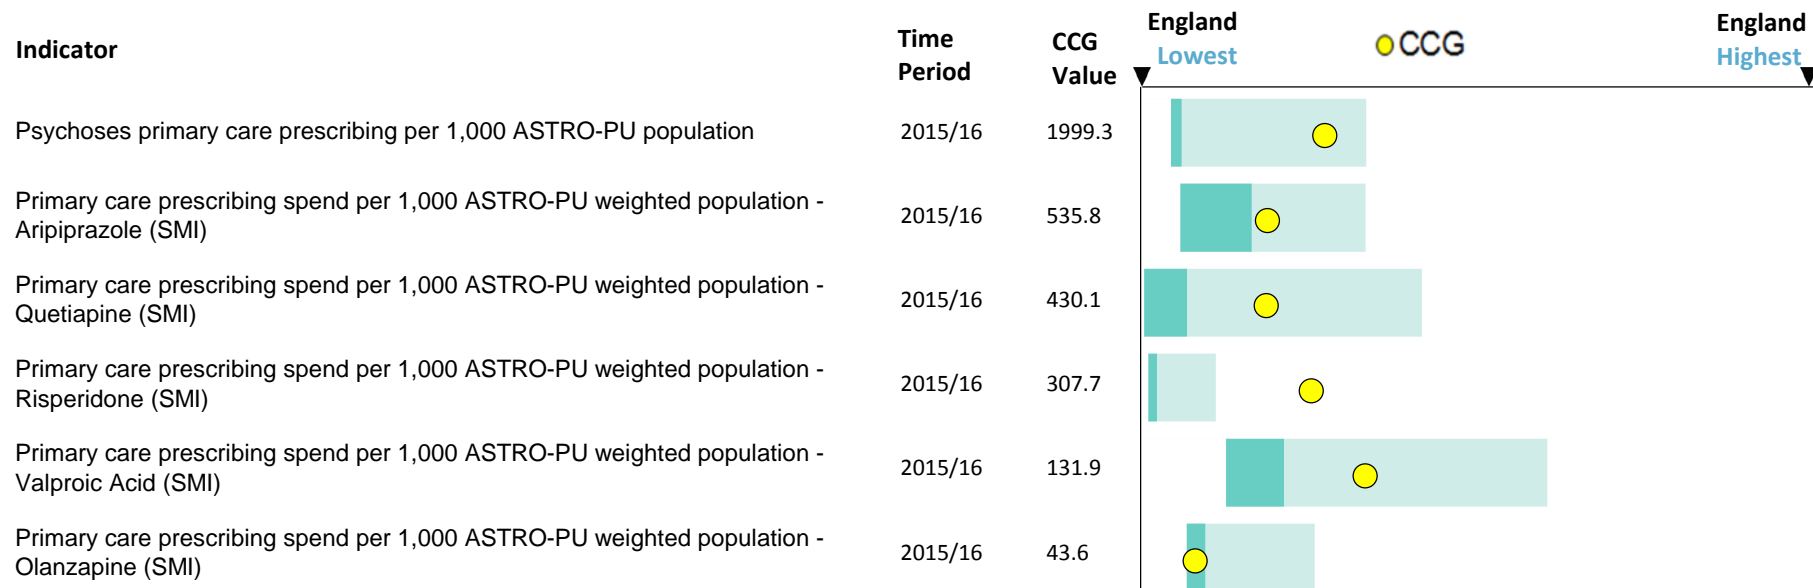 Indicator
Time
Period
CCG
Value
England
Lowest
CCG
England
Highest
Psychoses primary care prescribing per 1,000 ASTRO-PU population
2015/16
1999.3
Primary care prescribing spend per 1,000 ASTRO-PU weighted population -
Aripiprazole (SMI)
2015/16
535.8
Primary care prescribing spend per 1,000 ASTRO-PU weighted population -
Quetiapine (SMI)
2015/16
430.1
Primary care prescribing spend per 1,000 ASTRO-PU weighted population -
Risperidone (SMI)
2015/16
307.7
Primary care prescribing spend per 1,000 ASTRO-PU weighted population -
Valproic Acid (SMI)
2015/16
131.9
Primary care prescribing spend per 1,000 ASTRO-PU weighted population -
Olanzapine (SMI)
2015/16
43.6